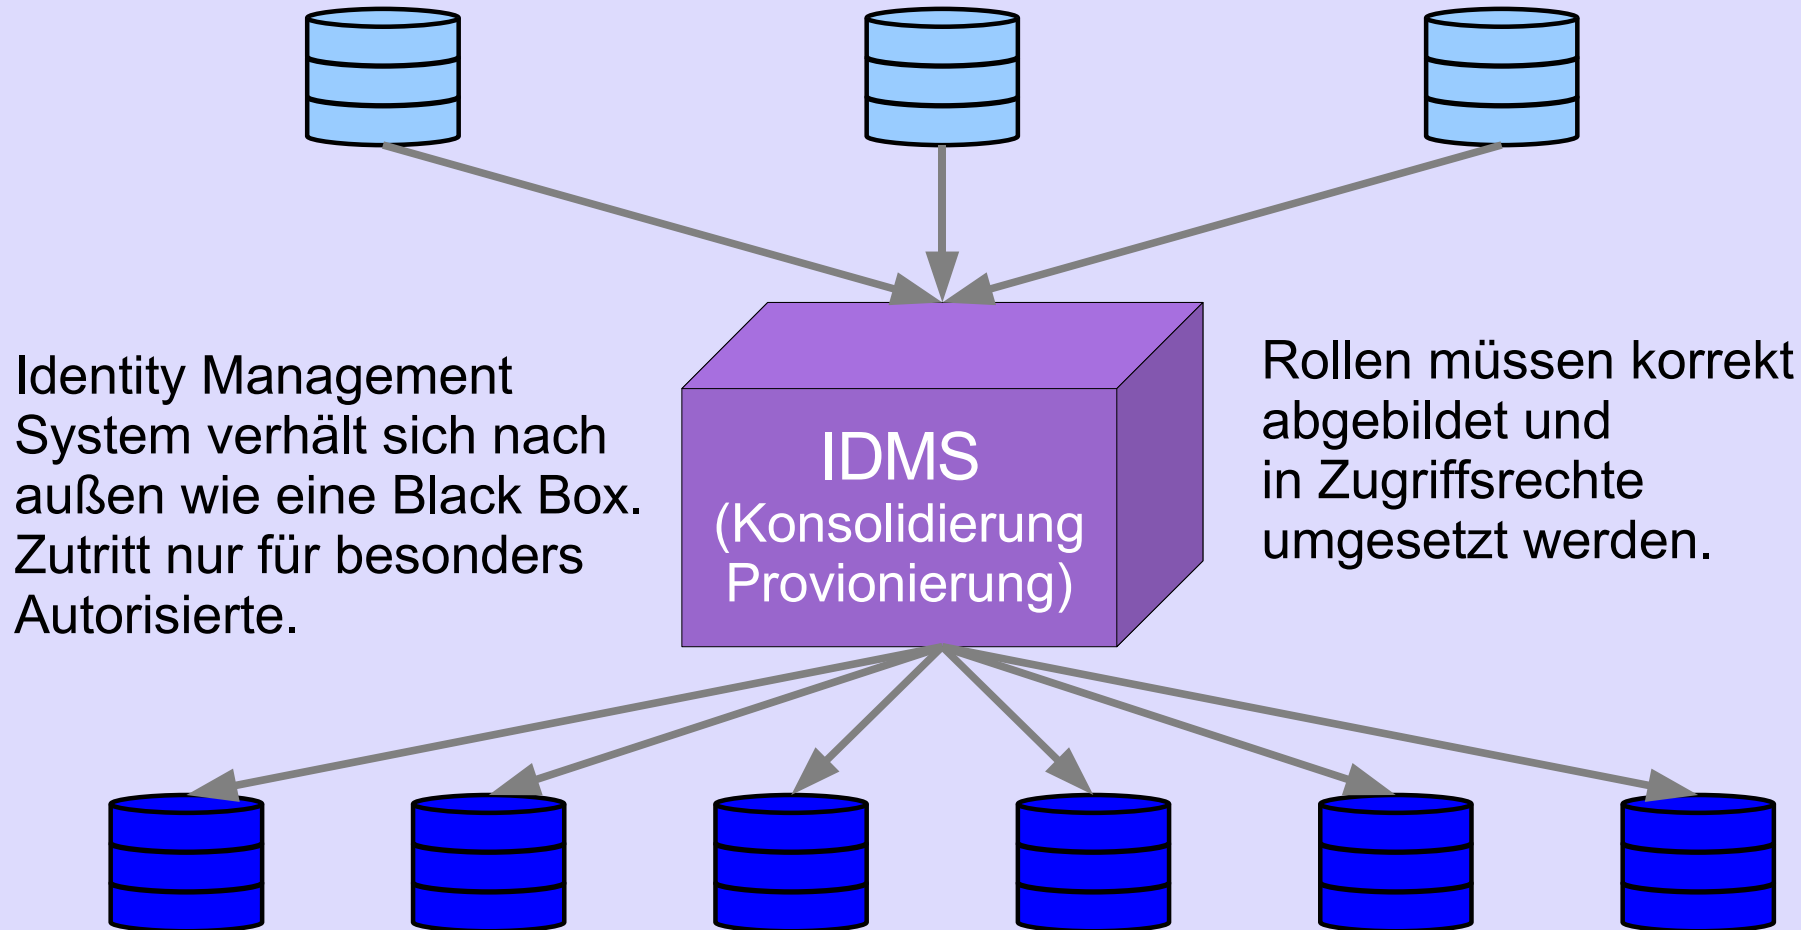 Identity Management
System verhält sich nach
außen wie eine Black Box.
Zutritt nur für besonders
Autorisierte.
IDMS
(Konsolidierung
Provionierung)
Rollen müssen korrekt
abgebildet und
in Zugriffsrechte
umgesetzt werden.